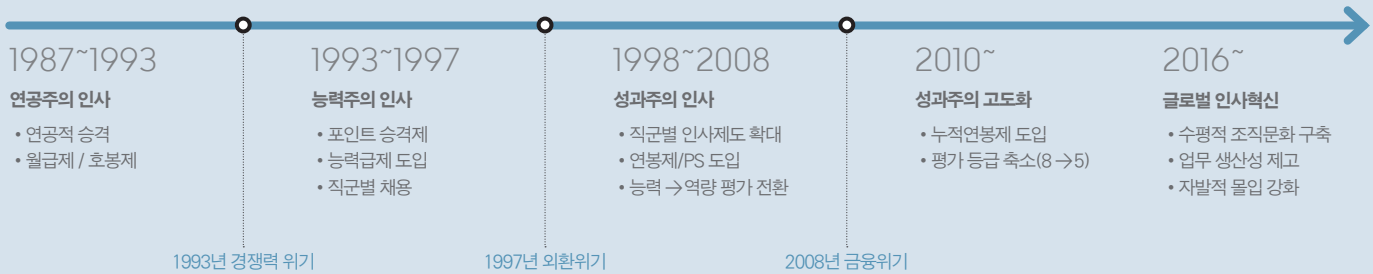 1987~1993
연공주의 인사
• 연공적 승격
• 월급제 / 호봉제
1993~1997
능력주의 인사
• 포인트 승격제
• 능력급제 도입
• 직군별 채용
1998~2008
성과주의 인사
• 직군별 인사제도 확대
• 연봉제/PS 도입
• 능력 → 역량 평가 전환
2010~
성과주의 고도화
• 누적연봉제 도입
• 평가 등급 축소(8 → 5)
2016~
글로벌 인사혁신
• 수평적 조직문화 구축
• 업무 생산성 제고
• 자발적 몰입 강화
1993년 경쟁력 위기
1997년 외환위기
2008년 금융위기